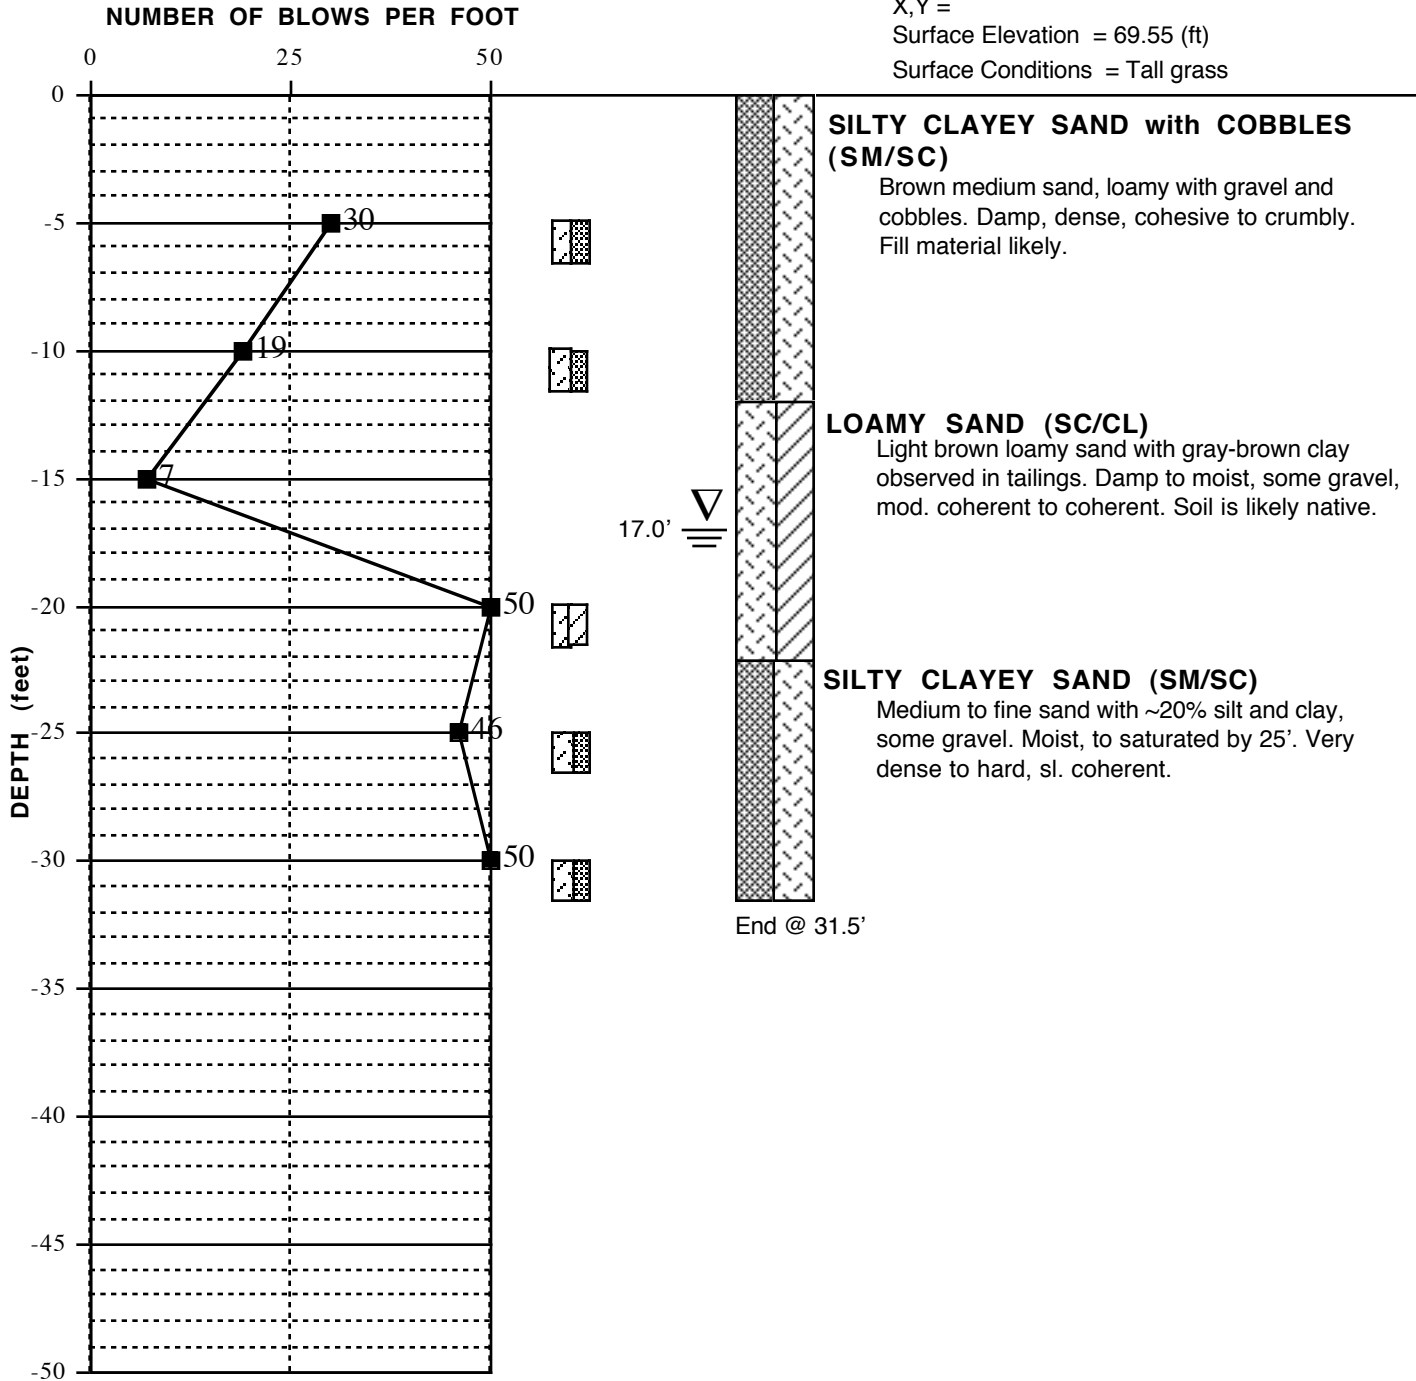 NUMBER OF BLOWS PER FOOT
X,Y =
Surface Elevation = 69.55 (ft)
Surface Conditions = Tall grass
0 25 50
0
-5
-10
-15
-20
-25
-30
-35
-40
-45
-50
DEPTH (feet)
30
19
7
50
46
50
17.0’
SILTY CLAYEY SAND with COBBLES
(SM/SC)
Brown medium sand, loamy with gravel and
cobbles. Damp, dense, cohesive to crumbly.
Fill material likely.
LOAMY SAND (SC/CL)
Light brown loamy sand with gray-brown clay
observed in tailings. Damp to moist, some gravel,
mod. coherent to coherent. Soil is likely native.
SILTY CLAYEY SAND (SM/SC)
Medium to fine sand with ~20% silt and clay,
some gravel. Moist, to saturated by 25’. Very
dense to hard, sl. coherent.
End @ 31.5’